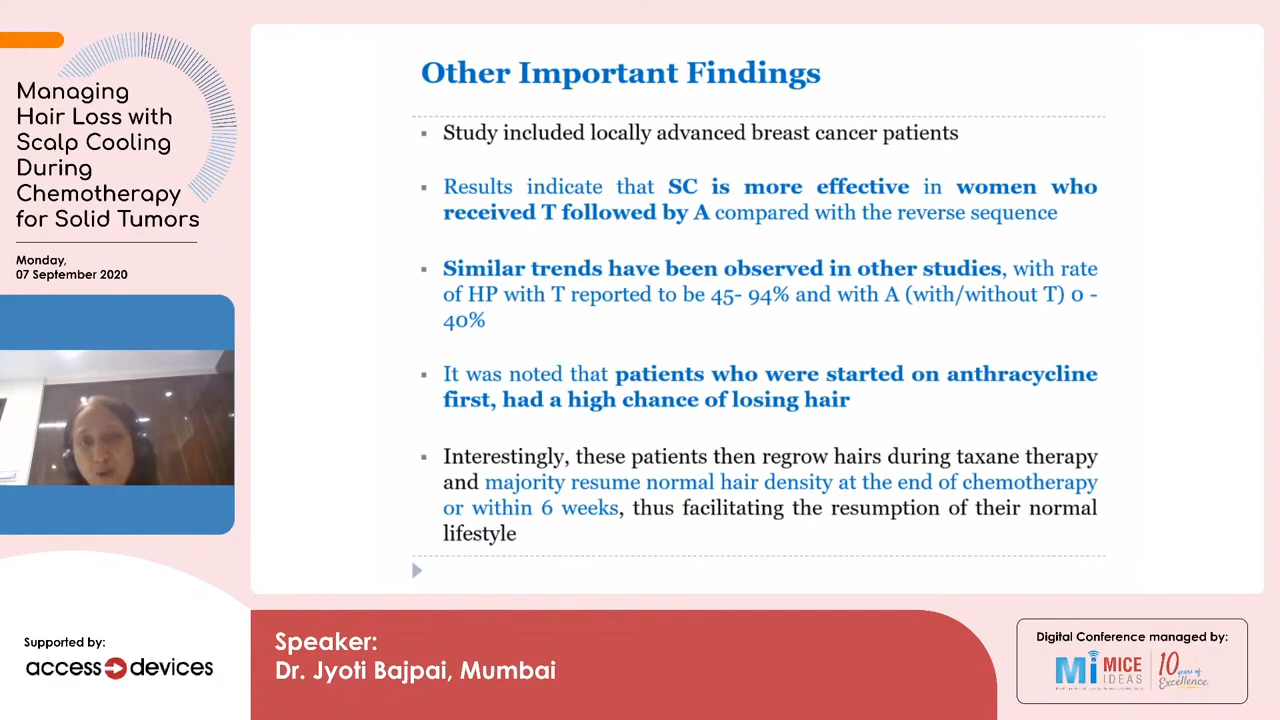 Managing
Hair Loss with
Scalp Cooling
During
Chemotherapy
for Solid Tumors
Monday,
07 September 2020
Other Important Findings
Study included locally advanced breast cancer patients
Results indicate that SC is more effective in women who
received T followed by A compared with the reverse sequence
Similar trends have been observed in other studies, with rate
of HP with T reported to be 45- 94% and with A (with/without T) 0 -
40%
It was noted that patients who were started on anthracycline
first, had a high chance of losing hair
Interestingly, these patients then regrow hairs during taxane therapy
and majority resume normal hair density at the end of chemotherapy
or within 6 weeks, thus facilitating the resumption of their normal
lifestyle
Supported by:
access devices
Speaker:
Dr. Jyoti Bajpai, Mumbai
Digital Conference managed by:
Mi MICE
IDEAS
10 years of
Excellence